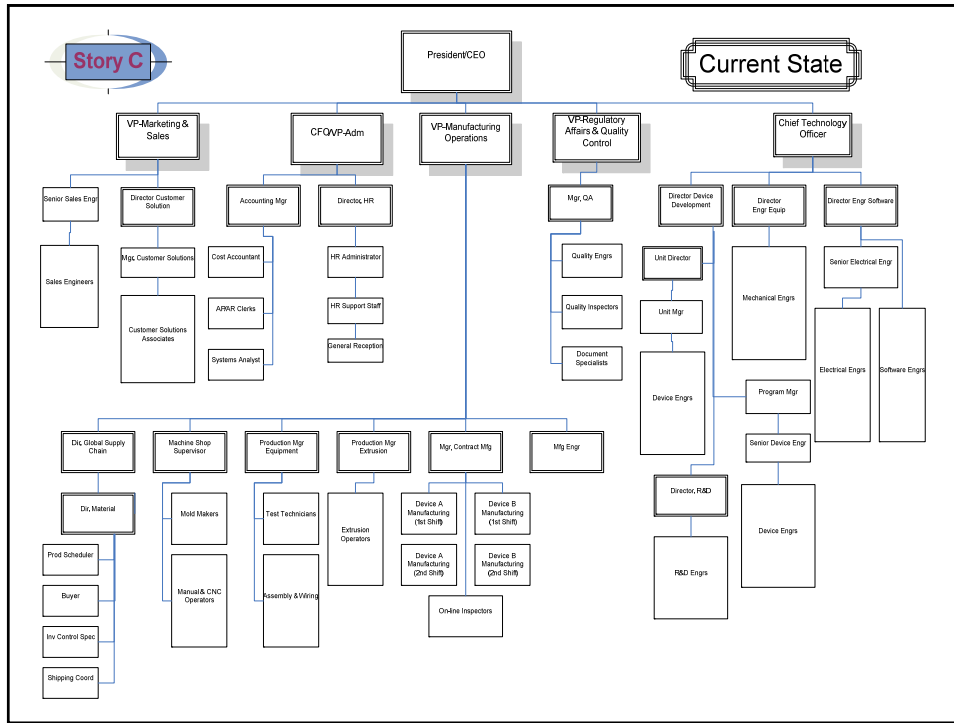 Story C
President/CEO
Current State
VP-Marketing &
Sales
CFO/VP-Adm
VP-Manufacturing
Operations
VP-Regulatory
Affairs & Quality
Control
Chief Technology
Officer
Senior Sales Engr
Director Customer
Solution
Accounting Mgr
Director, HR
Mgr, QA
Director Device
Development
Director
Engr Equip
Director Engr Software
Sales Engineers
Mgr, Customer Solutions
Cost Accountant
HR Administrator
Quality Engrs
Unit Director
Mechanical Engrs
Senior Electrical Engr
Customer Solutions
Associates
AP/AR Clerks
HR Support Staff
Quality Inspectors
Unit Mgr
Systems Analyst
General Reception
Document
Specialists
Device Engrs
Electrical Engrs
Software Engrs
Program Mgr
Dir, Global Supply
Chain
Machine Shop
Supervisor
Production Mgr
Equipment
Production Mgr
Extrusion
Mgr, Contract Mfg
Mfg Engr
Senior Device Engr
Dir, Material
Mold Makers
Test Technicians
Extrusion
Operators
Device A
Manufacturing
(1st Shift)
Device B
Manufacturing
(1st Shift)
Director, R&D
Device Engrs
Prod Scheduler
Device A
Manufacturing
(2nd Shift)
Device B
Manufacturing
(2nd Shift)
R&D Engrs
Buyer
Manual & CNC
Operators
Assembly & Wiring
On-line Inspectors
Inv Control Spec
Shipping Coord